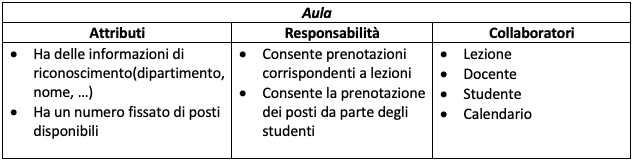 Aula
Attributi
Responsabilità
Collaboratori
• Ha delle informazioni di
riconoscimento(dipartimento,
nome, …)
• Ha un numero fissato di posti
disponibili
• Consente prenotazioni
corrispondenti a lezioni
• Consente la prenotazione
dei posti da parte degli
studenti
• Lezione
• Docente
• Studente
• Calendario